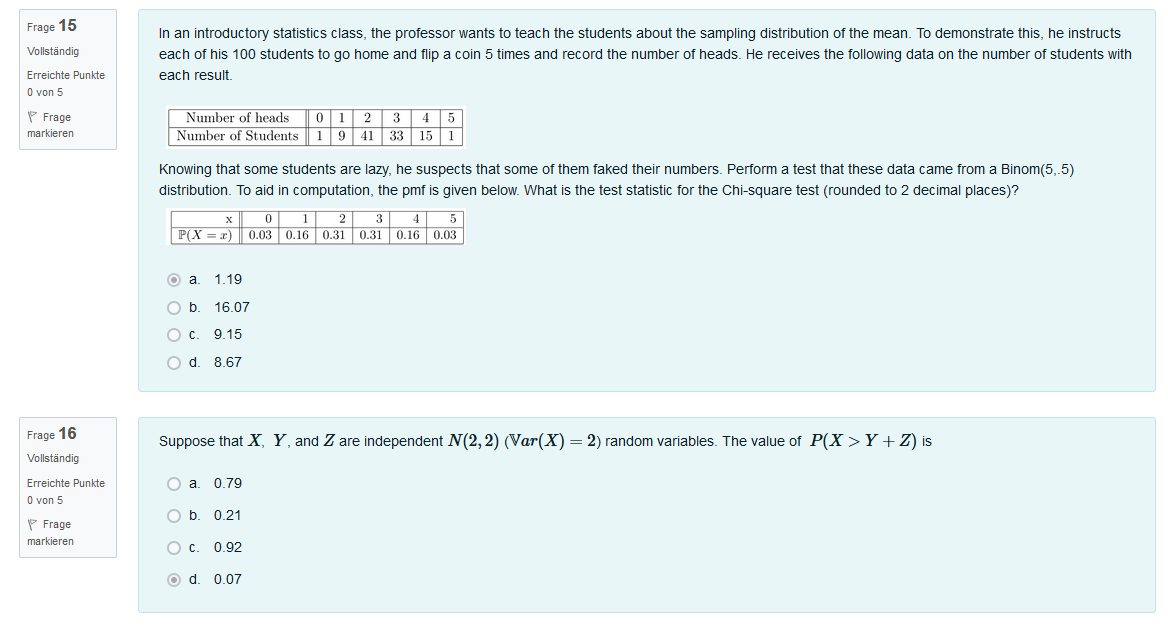 Frage 15
Vollständig
Erreichte Punkte
0 von 5
Frage
markieren
In an introductory statistics class, the professor wants to teach the students about the sampling distribution of the mean. To demonstrate this, he instructs
each of his 100 students to go home and flip a coin 5 times and record the number of heads. He receives the following data on the number of students with
each result.
Number of heads 0 1 2 3 4 5
Number of Students 1 9 41 33 15 1
Knowing that some students are lazy, he suspects that some of them faked their numbers. Perform a test that these data came from a Binom(5,.5)
distribution. To aid in computation, the pmf is given below. What is the test statistic for the Chi-square test (rounded to 2 decimal places)?
x 0 1 2 3 4 5
ℙ(X = x) 0.03 0.16 0.31 0.31 0.16 0.03
a. 1.19
b. 16.07
c. 9.15
d. 8.67
Frage 16
Vollständig
Erreichte Punkte
0 von 5
Frage
markieren
Suppose that X, Y, and Z are independent N(2, 2) (𝕍ar(X) = 2) random variables. The value of P(X > Y + Z) is
a. 0.79
b. 0.21
c. 0.92
d. 0.07